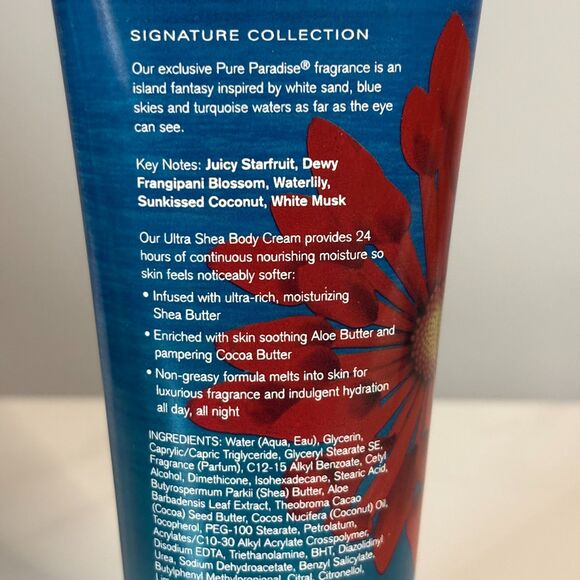 SIGNATURE COLLECTION
Our exclusive Pure Paradise® fragrance is an
island fantasy inspired by white sand, blue
skies and turquoise waters as far as the eye
can see.
Key Notes: Juicy Starfruit, Dewy
Frangipani Blossom, Waterlily,
Sunkissed Coconut, White Musk
Our Ultra Shea Body Cream provides 24
hours of continuous nourishing moisture so
skin feels noticeably softer:
• Infused with ultra-rich, moisturizing
Shea Butter
• Enriched with skin soothing Aloe Butter and
pampering Cocoa Butter
• Non-greasy formula melts into skin for
luxurious fragrance and indulgent hydration
all day, all night
INGREDIENTS: Water (Aqua, Eau), Glycerin,
Caprylic/Capric Triglyceride, Glyceryl Stearate SE,
Fragrance (Parfum), C12-15 Alkyl Benzoate, Cetyl
Alcohol, Dimethicone, Isohexadecane, Stearic Acid,
Butyrospermum Parkii (Shea) Butter, Aloe
Barbadensis Leaf Extract, Theobroma Cacao
(Cocoa) Seed Butter, Cocos Nucifera (Coconut) Oil,
Tocopherol, PEG-100 Stearate, Petrolatum,
Acrylates/C10-30 Alkyl Acrylate Crosspolymer,
Disodium EDTA, Triethanolamine, BHT, Diazolidinyl
Urea, Sodium Dehydroacetate, Benzyl Salicylate,
Butylphenyl Methylpropional, Citral, Citronellol,